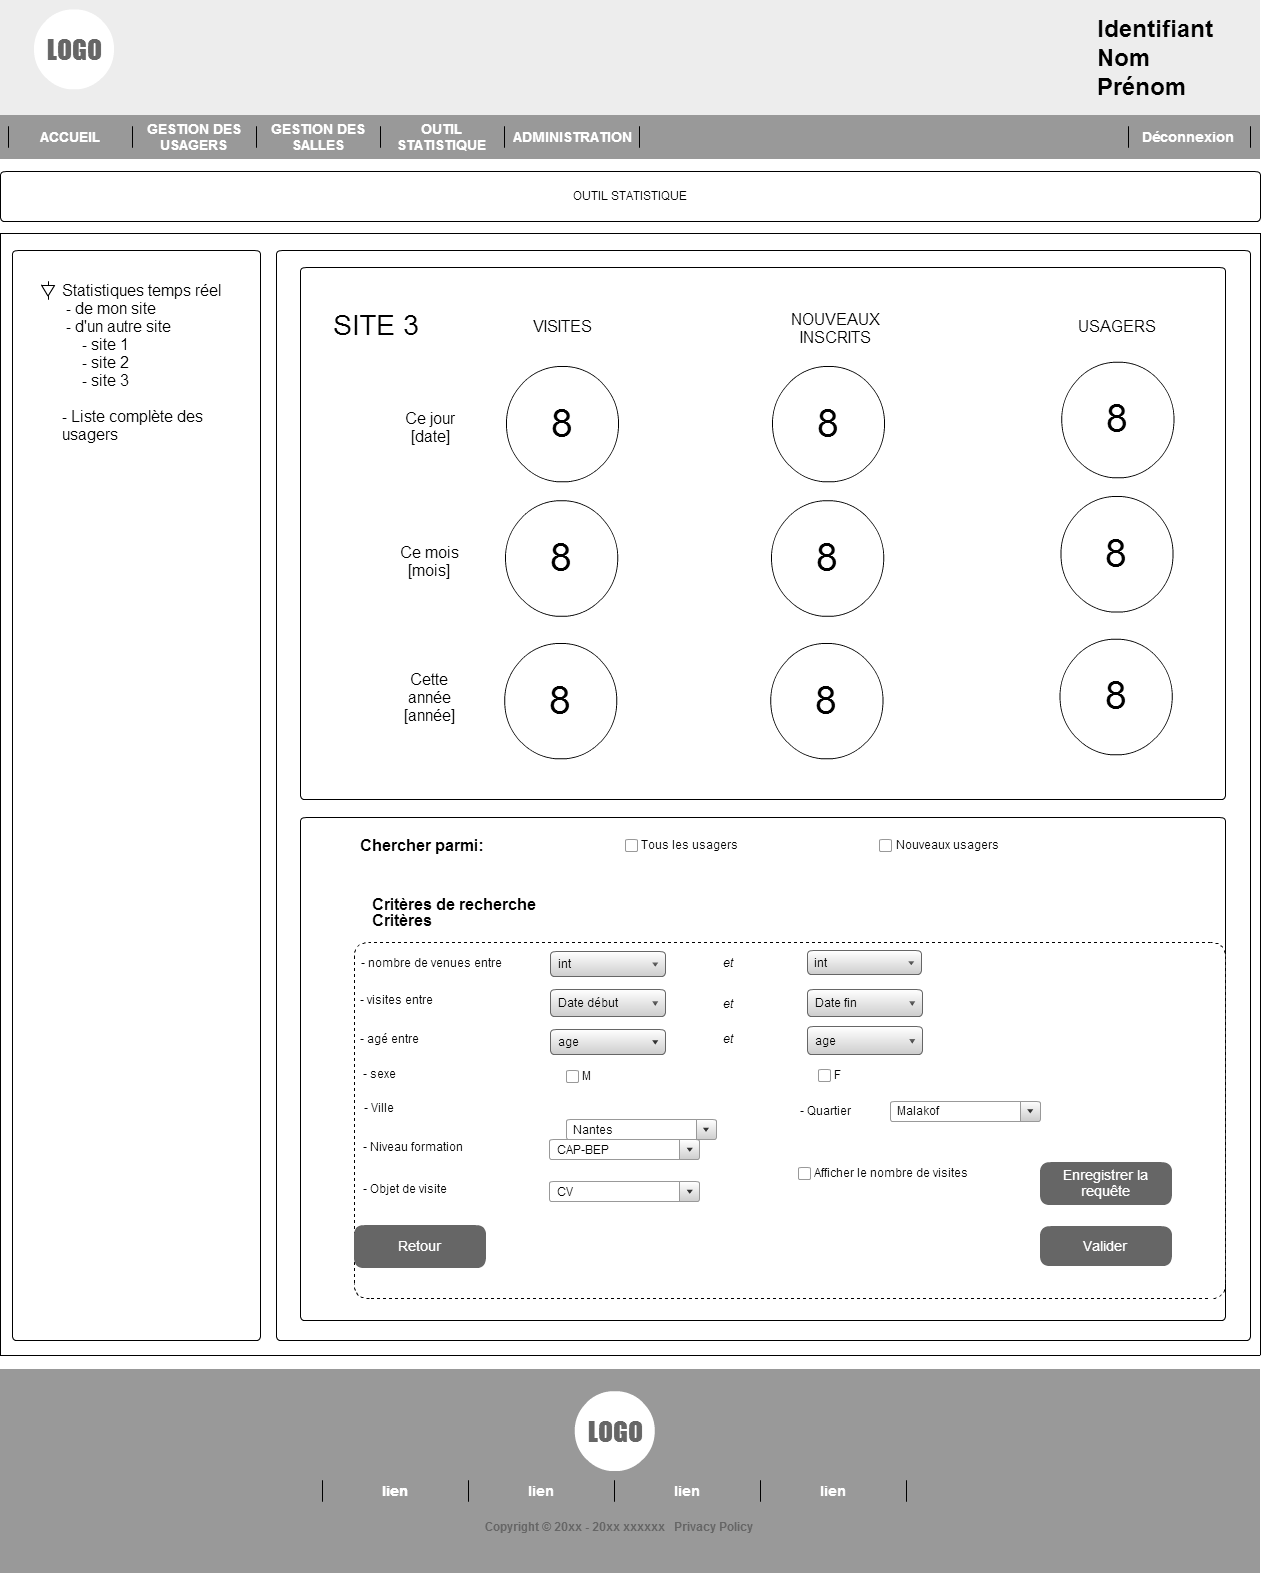 LOGO
Identifiant
Nom
Prénom
ACCUEIL
GESTION DES
USAGERS
GESTION DES
SALLES
OUTIL
STATISTIQUE
ADMINISTRATION
Déconnexion
OUTIL STATISTIQUE
Statistiques temps réel
- de mon site
- d'un autre site
- site 1
- site 2
- site 3
- Liste complète des
usagers
SITE 3
VISITES
NOUVEAUX
INSCRITS
USAGERS
Ce jour
[date]
8
8
8
Ce mois
[mois]
8
8
8
Cette
année
[année]
8
8
8
Chercher parmi:
Tous les usagers
Nouveaux usagers
Critères de recherche
Critères
- nombre de venues entre
int
et
int
- visites entre
Date début
et
Date fin
- agé entre
age
et
age
- sexe
M
F
- Ville
Nantes
- Quartier
Malakof
- Niveau formation
CAP-BEP
- Objet de visite
CV
Afficher le nombre de visites
Enregistrer la
requête
Retour
Valider
LOGO
lien
lien
lien
lien
Copyright © 20xx - 20xx xxxxxx Privacy Policy